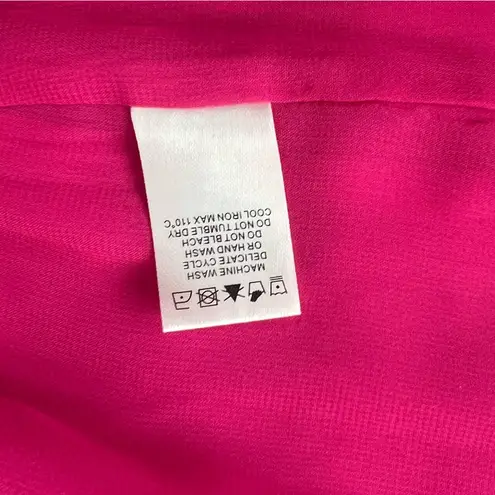 MACHINE WASH
DELICATE CYCLE
OR HAND WASH
DO NOT BLEACH
DO NOT TUMBLE DRY
COOL IRON MAX 110°C